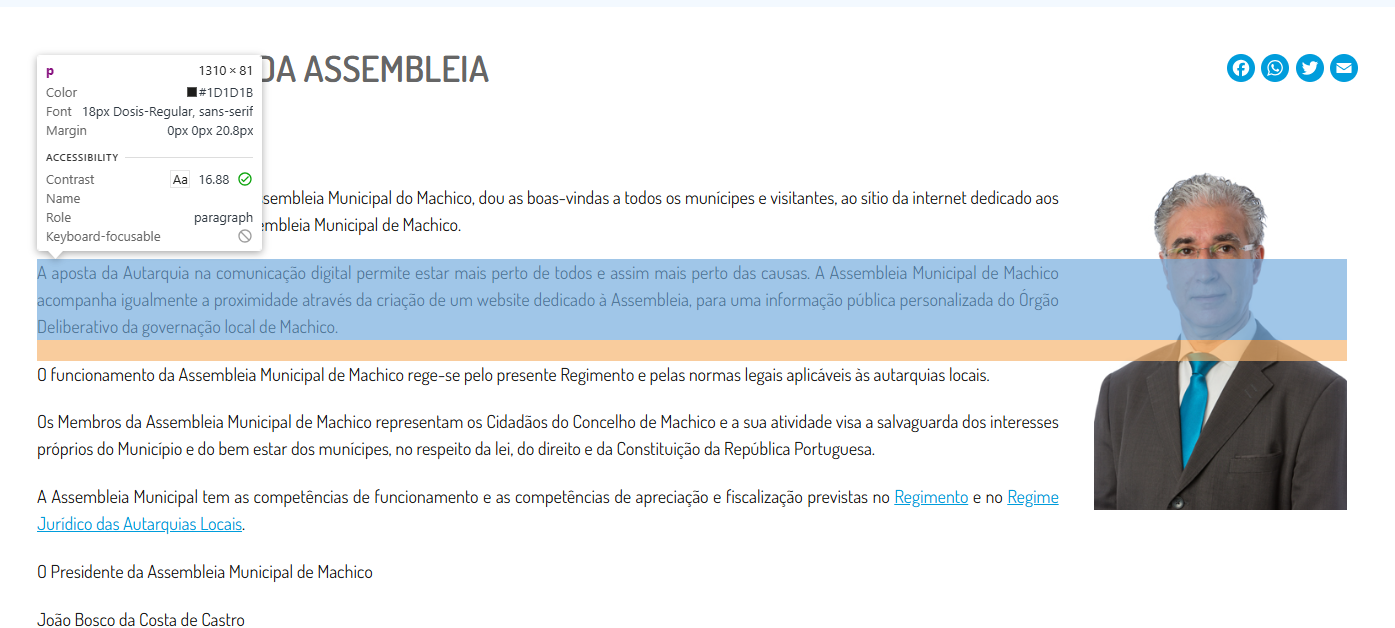 DA ASSEMBLEIA
p 1310 × 81
Color #1D1D1B
Font 18px Dosis-Regular, sans-serif
Margin 0px 0px 20.8px
ACCESSIBILITY
Contrast Aa 16.88
Name
Role paragraph
Keyboard-focusable
sembleia Municipal do Machico, dou as boas-vindas a todos os munícipes e visitantes, ao sítio da internet dedicado aos
embleia Municipal de Machico.
A aposta da Autarquia na comunicação digital permite estar mais perto de todos e assim mais perto das causas. A Assembleia Municipal de Machico
acompanha igualmente a proximidade através da criação de um website dedicado à Assembleia, para uma informação pública personalizada do Órgão
Deliberativo da governação local de Machico.
O funcionamento da Assembleia Municipal de Machico rege-se pelo presente Regimento e pelas normas legais aplicáveis às autarquias locais.
Os Membros da Assembleia Municipal de Machico representam os Cidadãos do Concelho de Machico e a sua atividade visa a salvaguarda dos interesses
próprios do Município e do bem estar dos munícipes, no respeito da lei, do direito e da Constituição da República Portuguesa.
A Assembleia Municipal tem as competências de funcionamento e as competências de apreciação e fiscalização previstas no Regimento e no Regime
Jurídico das Autarquias Locais.
O Presidente da Assembleia Municipal de Machico
João Bosco da Costa de Castro